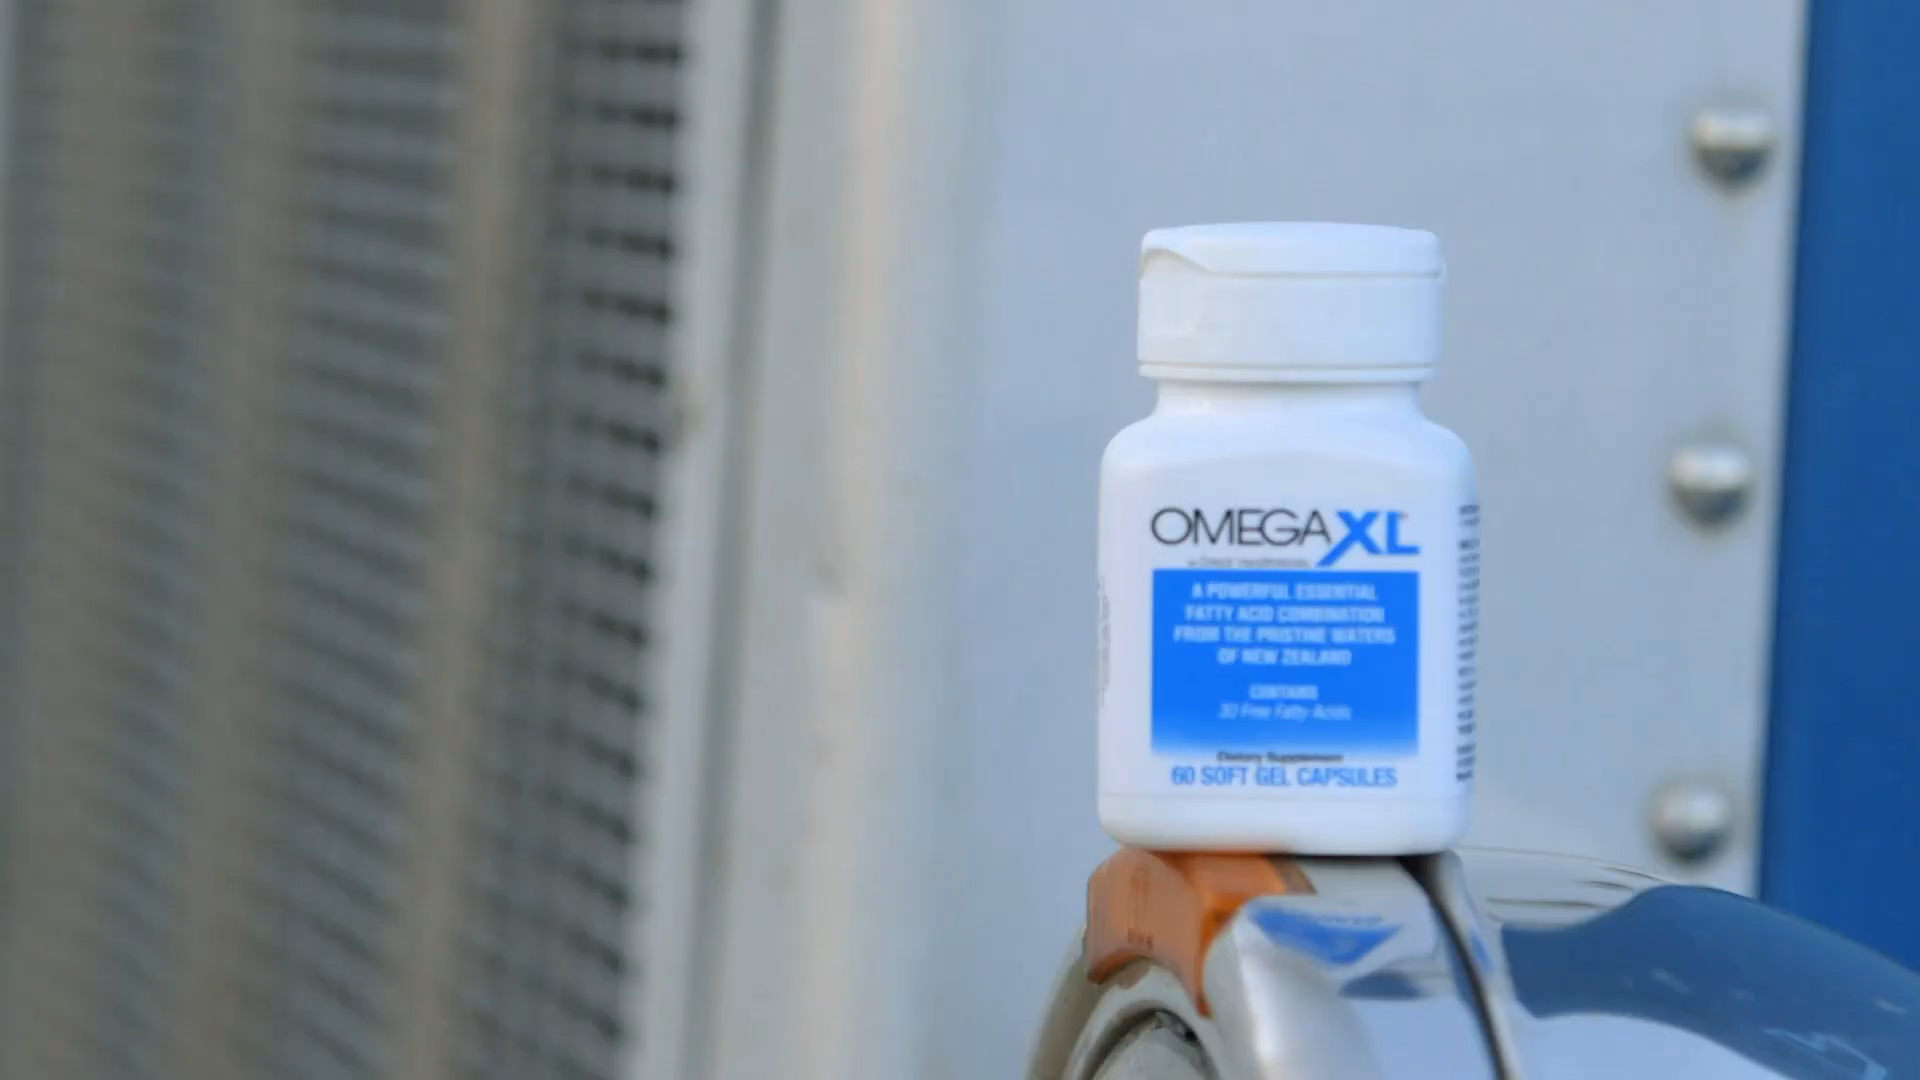 OMEGAXL
A POWERFUL ESSENTIAL
FATTY ACID COMBINATION
FROM THE PRISTINE WATERS
OF NEW ZEALAND
CONTAINS
30 Free Fatty Acids
Dietary Supplement
60 SOFT GEL CAPSULES